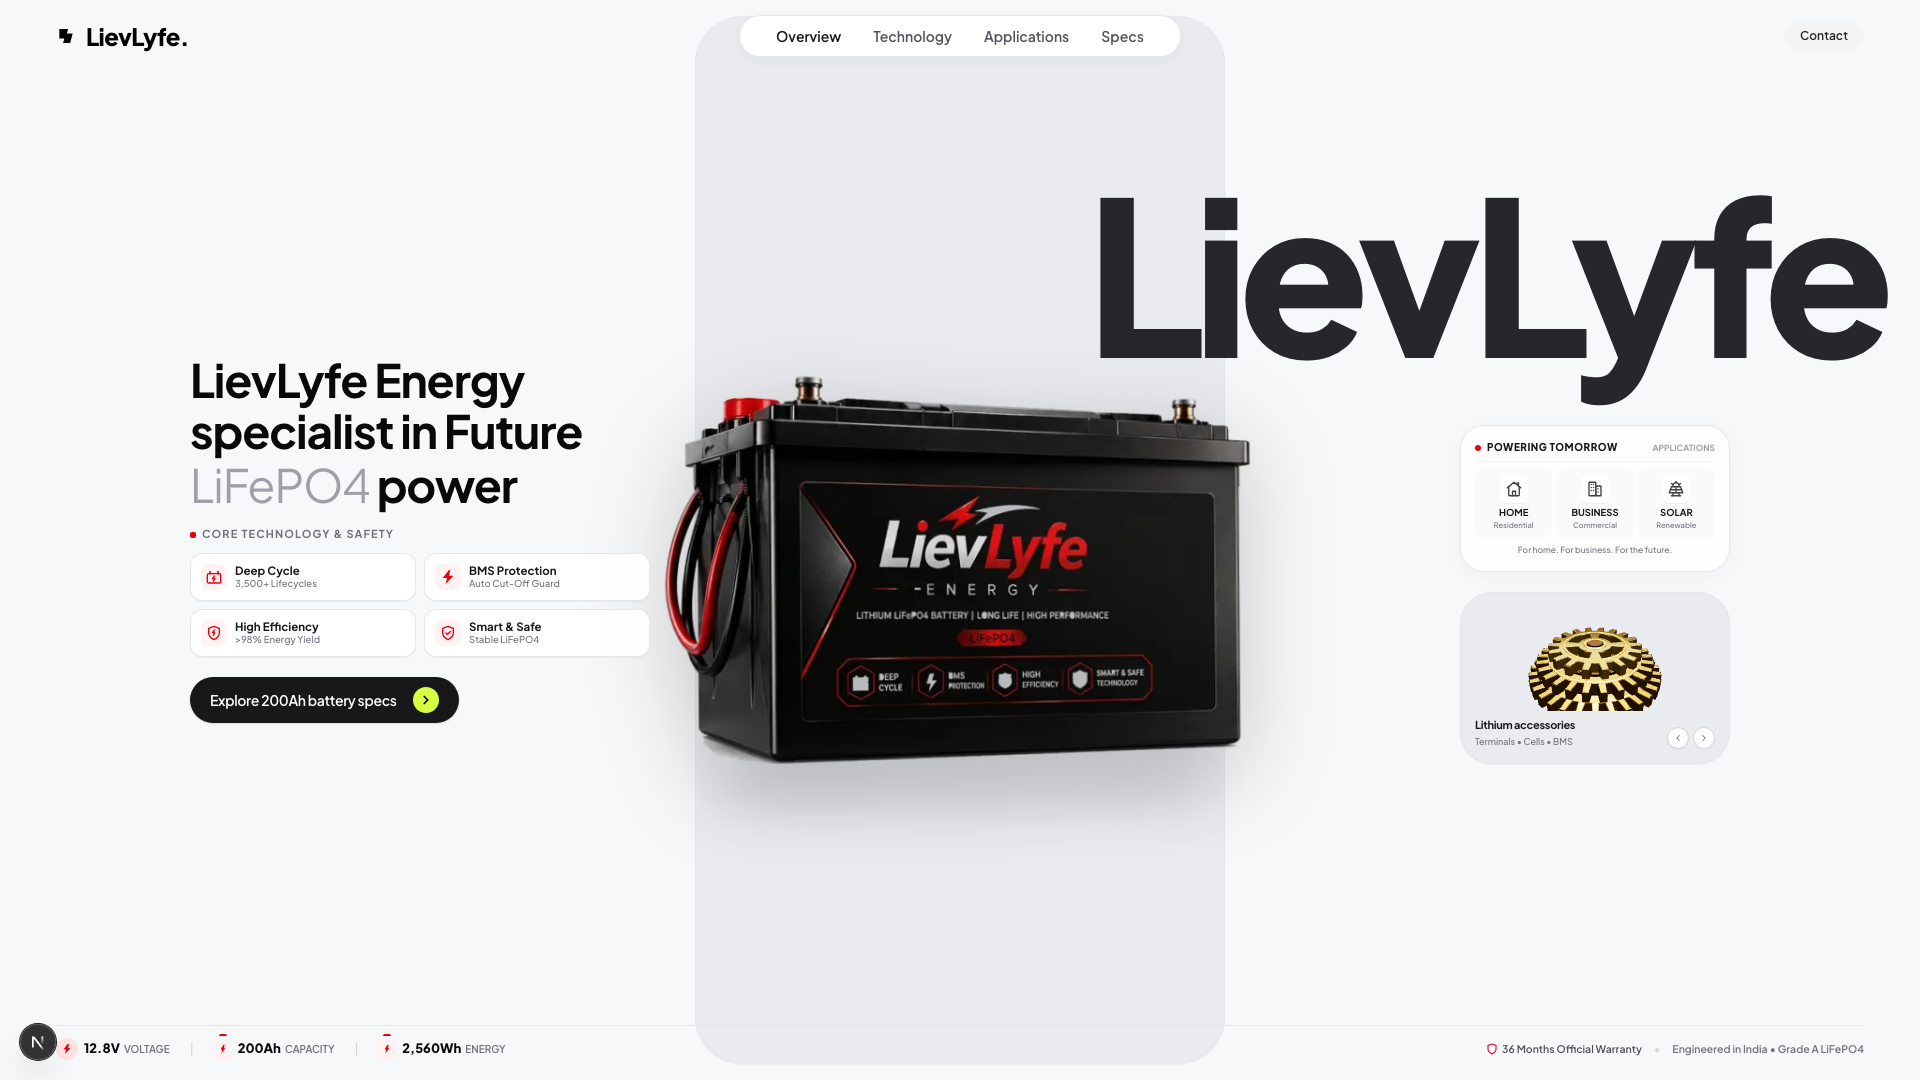 LievLyfe.
Overview
Technology
Applications
Specs
Contact
LievLyfe
LievLyfe Energy
specialist in Future
LiFePO4 power
CORE TECHNOLOGY & SAFETY
Deep Cycle
3,500+ Lifecycles
BMS Protection
Auto Cut-Off Guard
High Efficiency
>98% Energy Yield
Smart & Safe
Stable LiFePO4
Explore 200Ah battery specs
LievLyfe
-ENERGY
LITHIUM LiFePO4 BATTERY | LONG LIFE | HIGH PERFORMANCE
LiFePO4
DEEP
CYCLE
BMS
PROTECTION
HIGH
EFFICIENCY
SMART & SAFE
TECHNOLOGY
POWERING TOMORROW
APPLICATIONS
HOME
Residential
BUSINESS
Commercial
SOLAR
Renewable
For home. For business. For the future.
Lithium accessories
Terminals • Cells • BMS
N
12.8V VOLTAGE
200Ah CAPACITY
2,560Wh ENERGY
36 Months Official Warranty
Engineered in India • Grade A LiFePO4